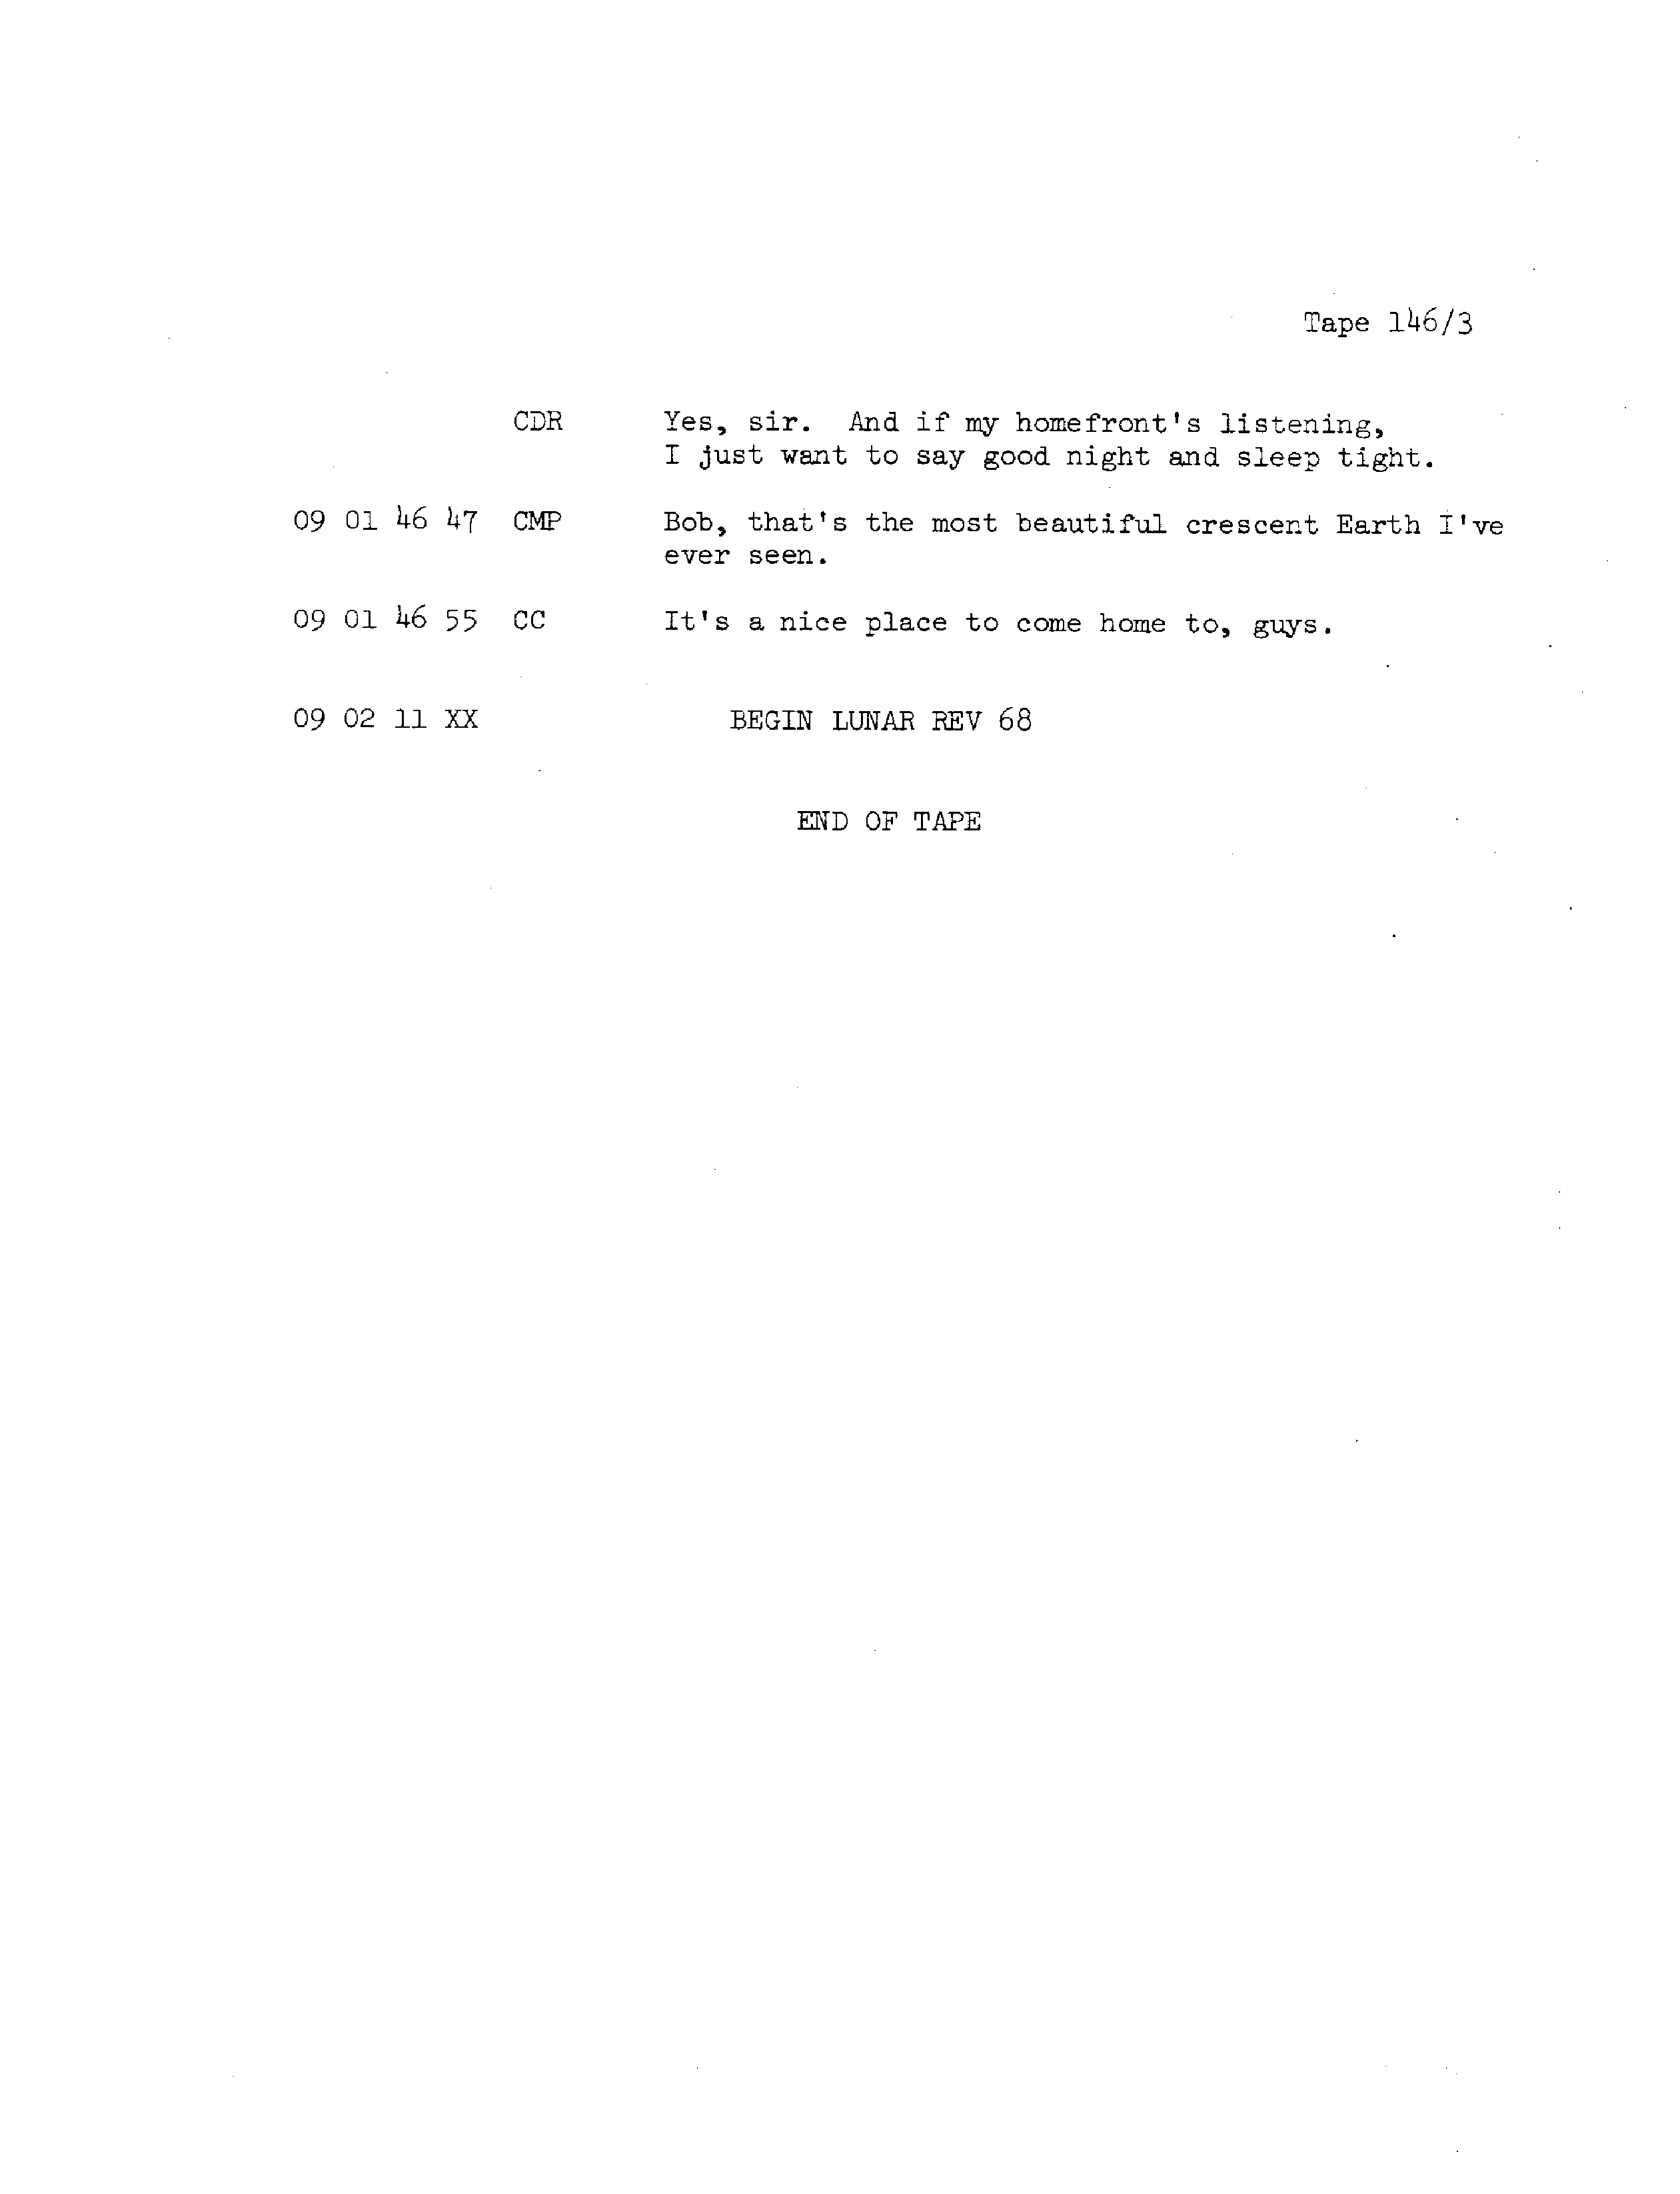 Tape 146/3
CDR Yes, sir. And if my homefront's listening,
I just want to say good night and sleep tight.
09 01 46 47 CMP Bob, that's the most beautiful crescent Earth I've
ever seen.
09 01 46 55 CC It's a nice place to come home to, guys.
09 02 11 XX BEGIN LUNAR REV 68
END OF TAPE